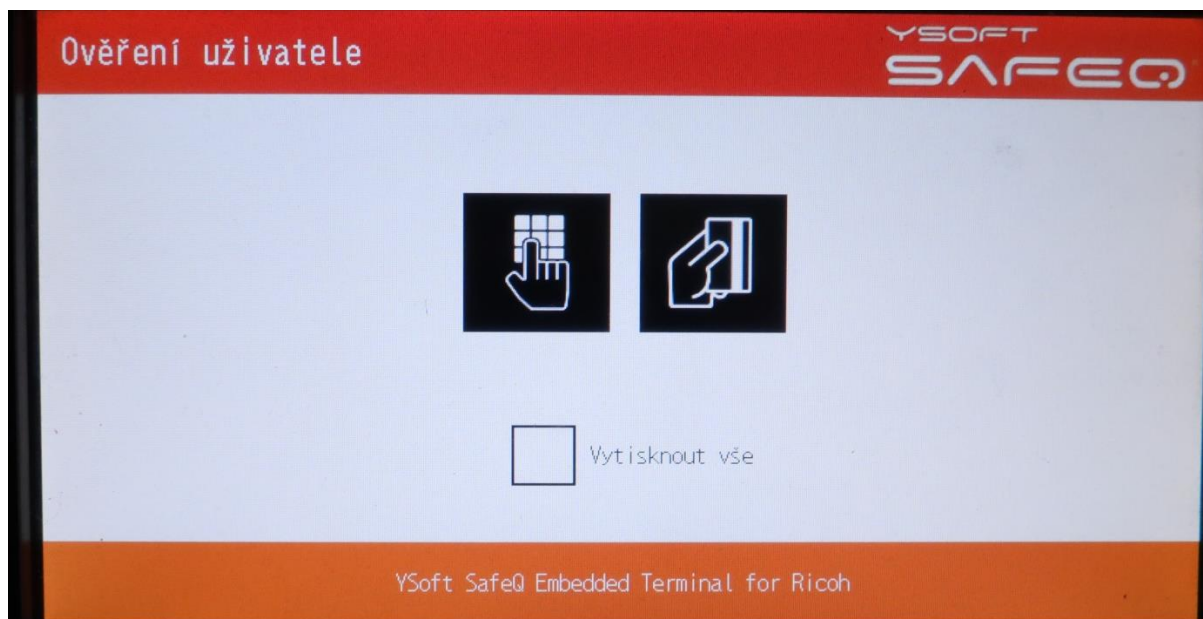 Ověření uživatele
YSOFT
SAFEQ
Vytisknout vše
YSoft SafeQ Embedded Terminal for Ricoh